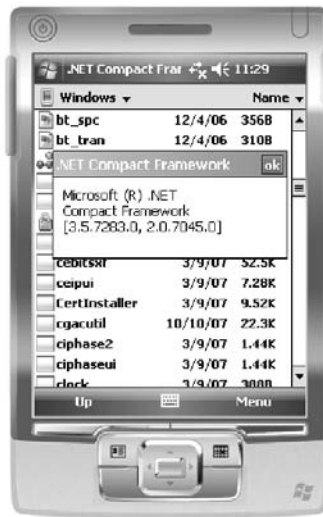 .NET Compact Frar 11:29
Windows Name
bt_spc 12/4/06 356B
bt_tran 12/4/06 310B
.NET Compact Framework ok
Microsoft (R) .NET
Compact Framework
[3.5.7283.0, 2.0.7045.0]
cebitsxf 3/9/07 52.5K
ceipui 3/9/07 7.28K
CertInstaller 3/9/07 9.52K
cgacutil 10/10/07 22.3K
ciphase2 3/9/07 1.44K
ciphaseui 3/9/07 1.44K
clock 3/9/07 388B
Up Menu